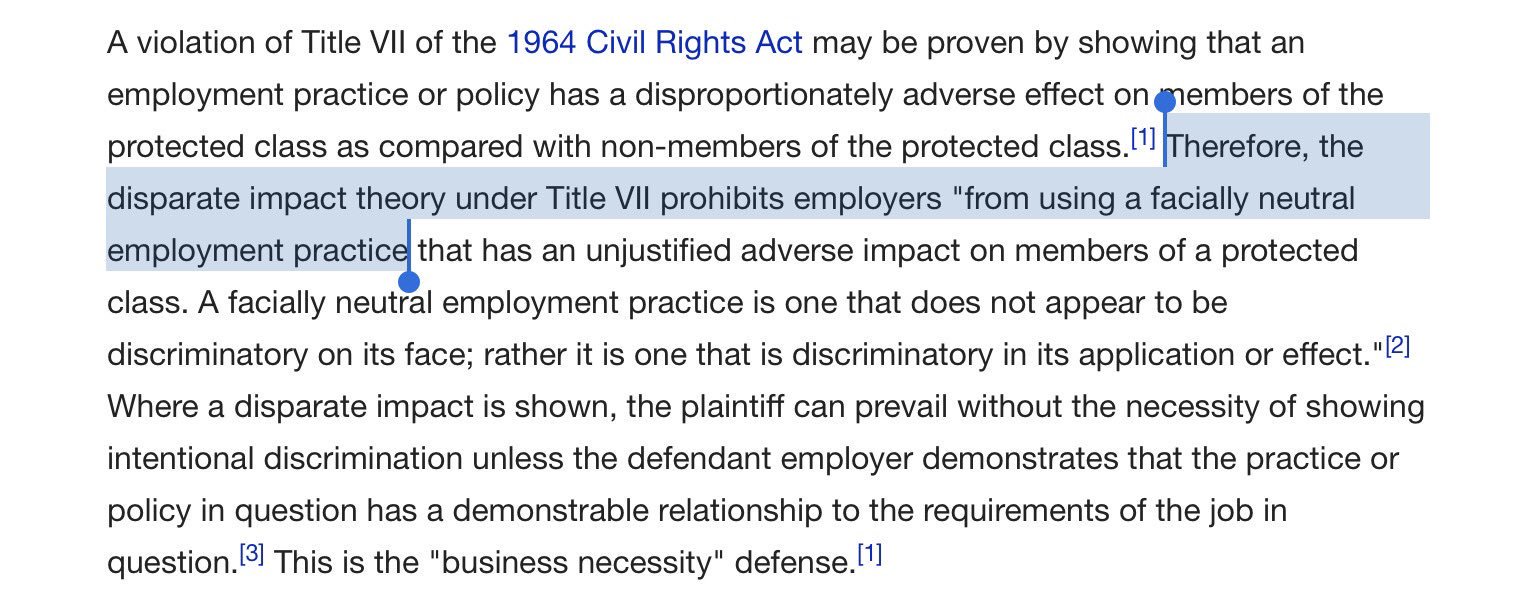 A violation of Title VII of the 1964 Civil Rights Act may be proven by showing that an
employment practice or policy has a disproportionately adverse effect on members of the
protected class as compared with non-members of the protected class.[1] Therefore, the
disparate impact theory under Title VII prohibits employers "from using a facially neutral
employment practice that has an unjustified adverse impact on members of a protected
class. A facially neutral employment practice is one that does not appear to be
discriminatory on its face; rather it is one that is discriminatory in its application or effect."[2]
Where a disparate impact is shown, the plaintiff can prevail without the necessity of showing
intentional discrimination unless the defendant employer demonstrates that the practice or
policy in question has a demonstrable relationship to the requirements of the job in
question.[3] This is the "business necessity" defense.[1]